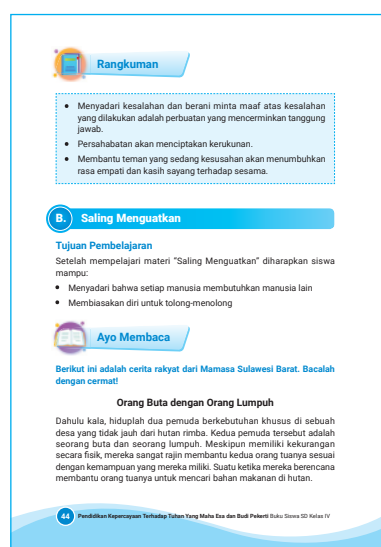 Rangkuman
• Menyadari kesalahan dan berani minta maaf atas kesalahan
yang dilakukan adalah perbuatan yang mencerminkan tanggung
jawab.
• Persahabatan akan menciptakan kerukunan.
• Membantu teman yang sedang kesusahan akan menumbuhkan
rasa empati dan kasih sayang terhadap sesama.
B. Saling Menguatkan
Tujuan Pembelajaran
Setelah mempelajari materi “Saling Menguatkan” diharapkan siswa
mampu:
• Menyadari bahwa setiap manusia membutuhkan manusia lain
• Membiasakan diri untuk tolong-menolong
Ayo Membaca
Berikut ini adalah cerita rakyat dari Mamasa Sulawesi Barat. Bacalah
dengan cermat!
Orang Buta dengan Orang Lumpuh
Dahulu kala, hiduplah dua pemuda berkebutuhan khusus di sebuah
desa yang tidak jauh dari hutan rimba. Kedua pemuda tersebut adalah
seorang buta dan seorang lumpuh. Meskipun memiliki kekurangan
secara fisik, mereka sangat rajin membantu kedua orang tuanya sesuai
dengan kemampuan yang mereka miliki. Suatu ketika mereka berencana
membantu orang tuanya untuk mencari bahan makanan di hutan.
44 Pendidikan Kepercayaan Terhadap Tuhan Yang Maha Esa dan Budi Pekerti Buku Siswa SD Kelas IV